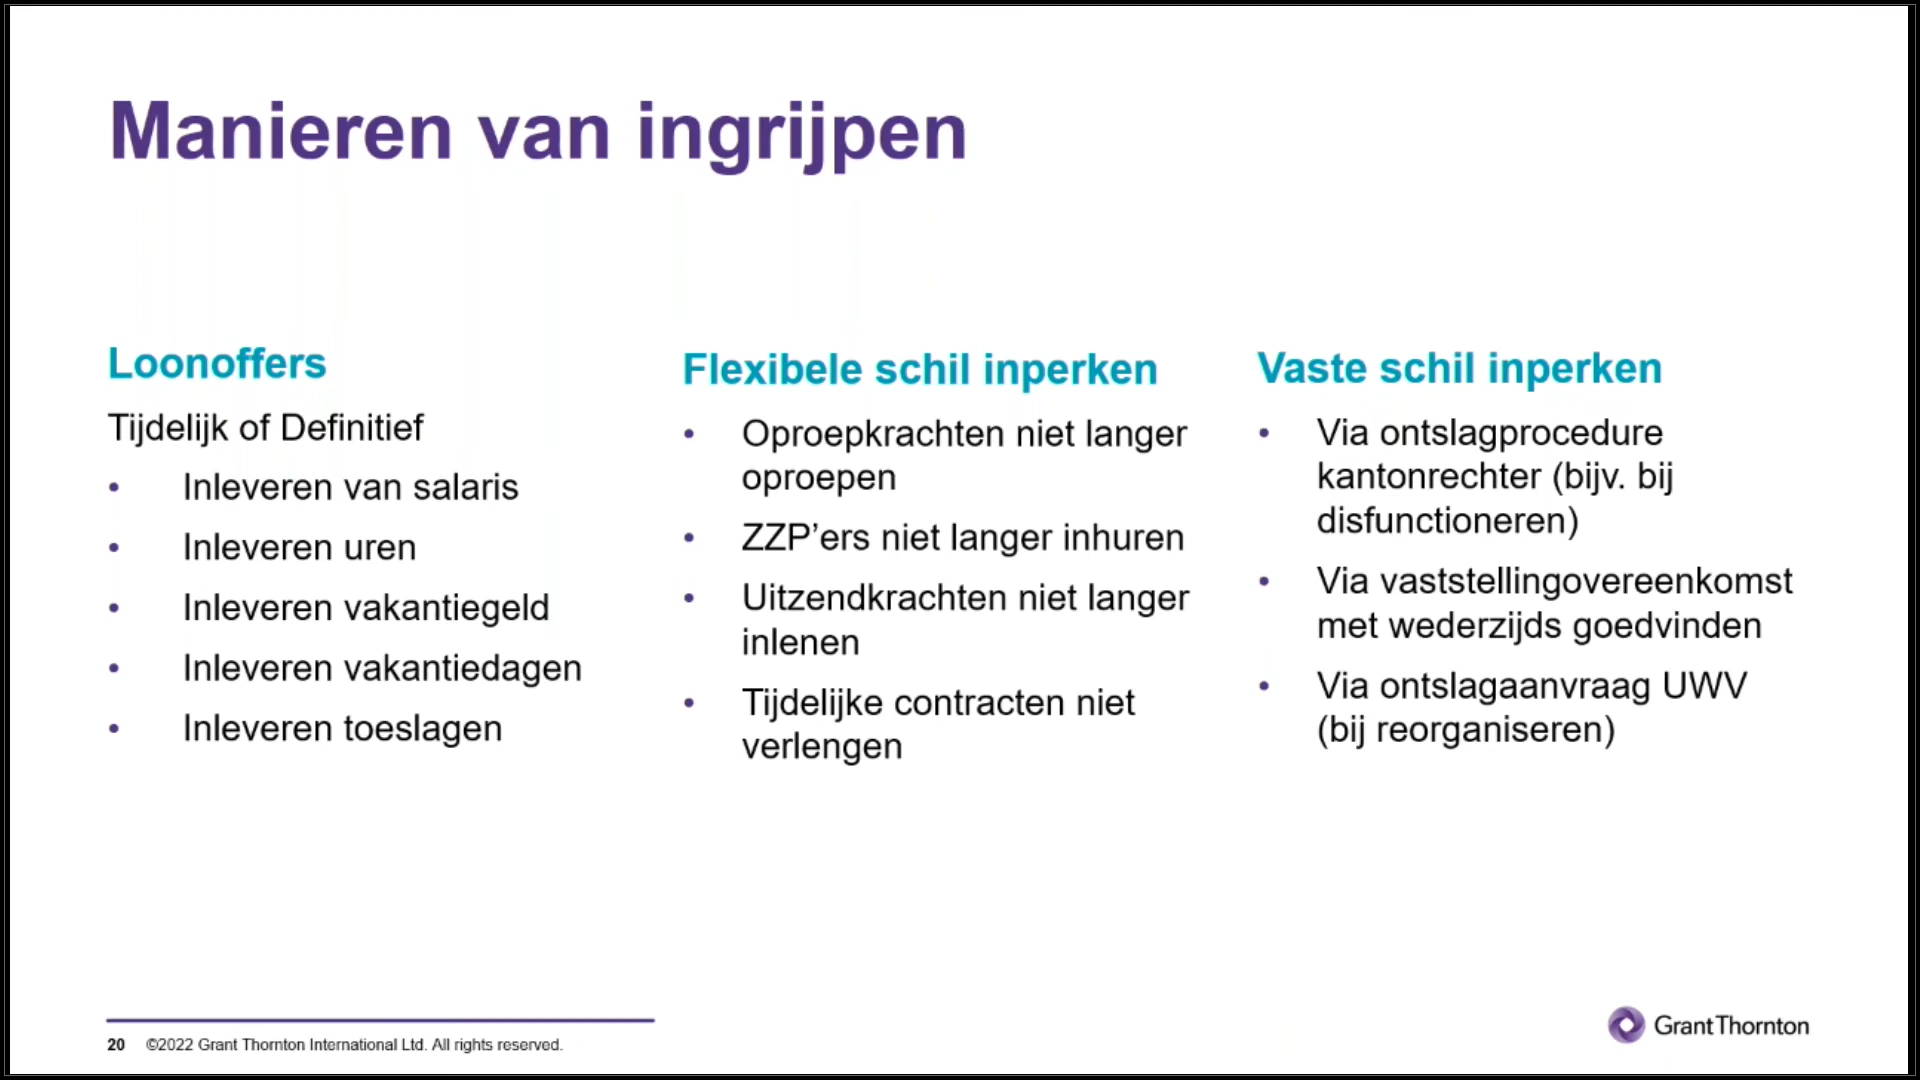 Manieren van ingrijpen
Loonoffers
Tijdelijk of Definitief
• Inleveren van salaris
• Inleveren uren
• Inleveren vakantiegeld
• Inleveren vakantiedagen
• Inleveren toeslagen
Flexibele schil inperken
• Oproepkrachten niet langer
oproepen
• ZZP’ers niet langer inhuren
• Uitzendkrachten niet langer
inlenen
• Tijdelijke contracten niet
verlengen
Vaste schil inperken
• Via ontslagprocedure
kantonrechter (bijv. bij
disfunctioneren)
• Via vaststellingovereenkomst
met wederzijds goedvinden
• Via ontslagaanvraag UWV
(bij reorganiseren)
20 ©2022 Grant Thornton International Ltd. All rights reserved.
Grant Thornton